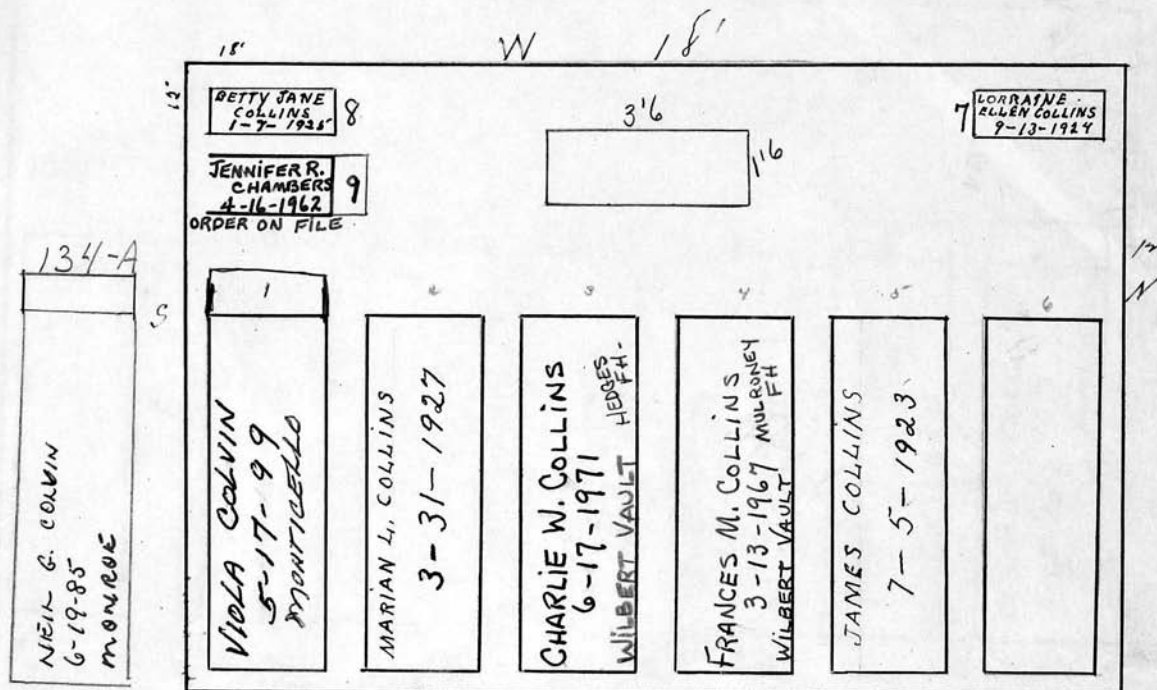 18'
W
18'
12'
BETTY JANE
COLLINS
1-7-1925
8
3'6
1'6
7
LORRAINE
ELLEN COLLINS
9-13-1924
JENNIFER R.
CHAMBERS
4-16-1962
9
ORDER ON FILE
134-A
S
12
N
1
2
3
4
5
6
NEIL G. COLVIN
6-19-85
MONROE
VIOLA COLVIN
5-17-99
MONTICELLO
MARIAN L. COLLINS
3-31-1927
CHARLIE W. COLLINS
6-17-1971
WILBERT VAULT
HEDGES
FH-
FRANCES M. COLLINS
3-13-1967
MULRONEY
FH
WILBERT VAULT
JAMES COLLINS
7-5-1923